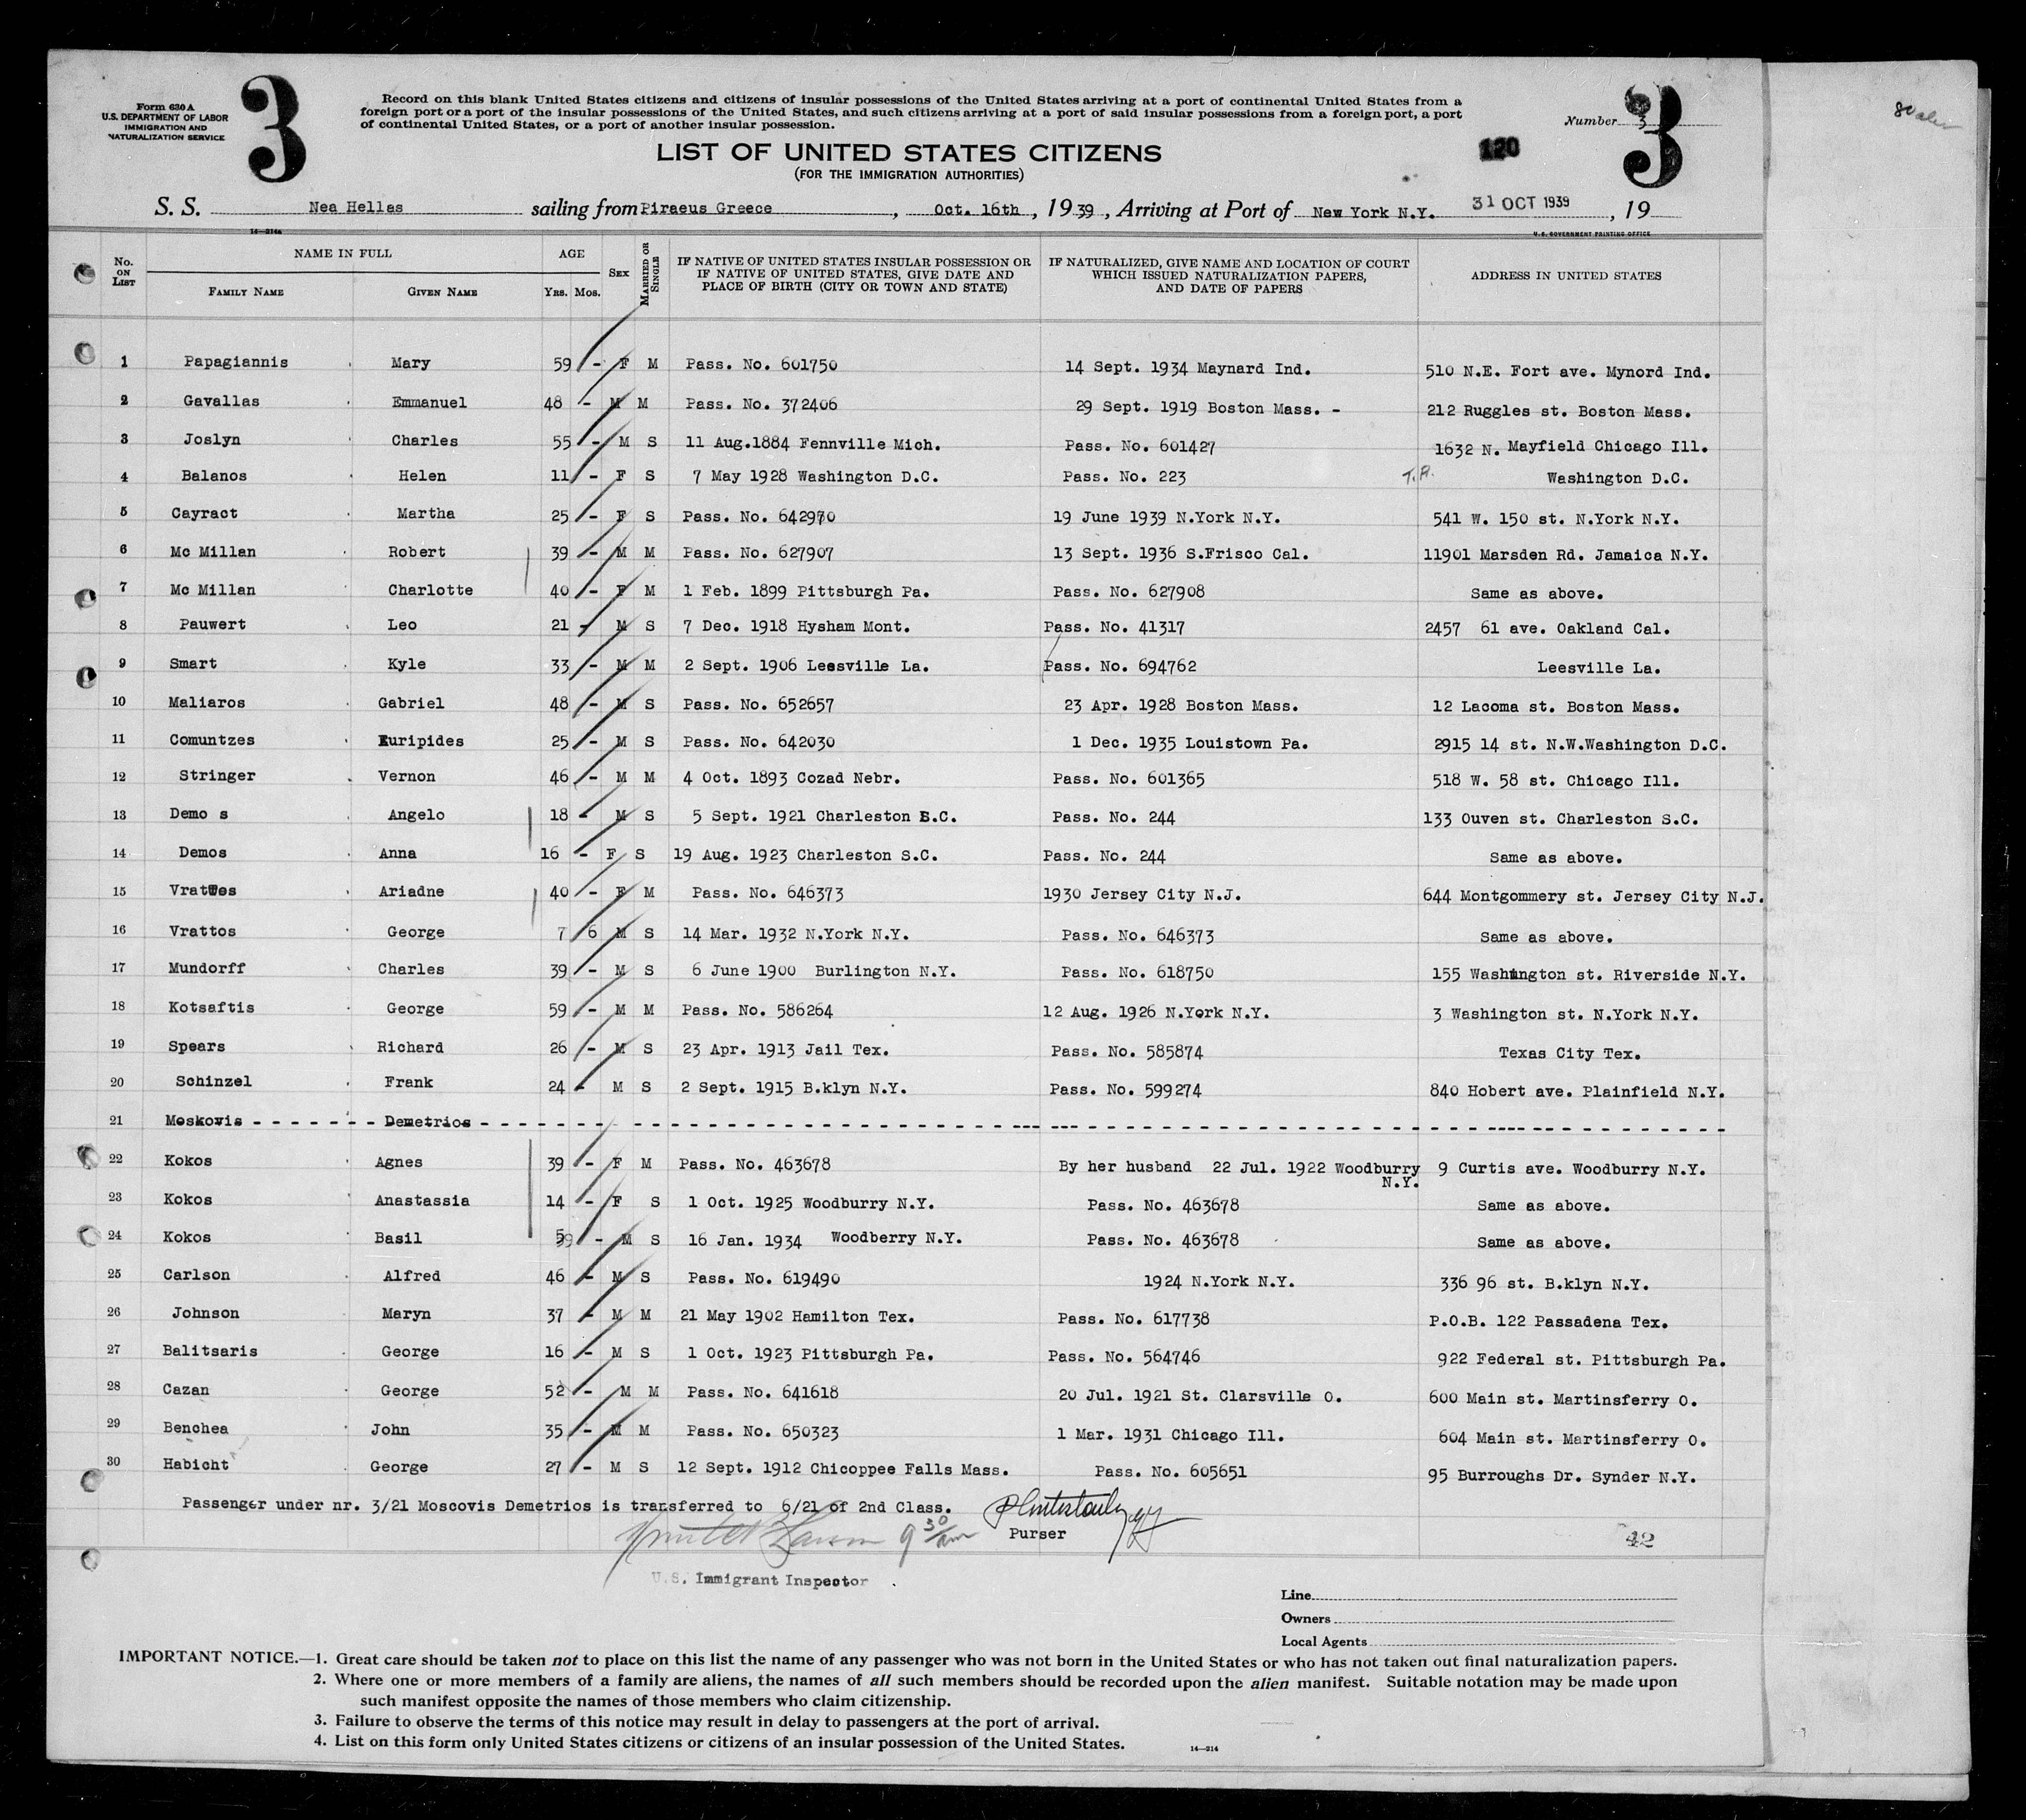 Form 630 A
U.S. DEPARTMENT OF LABOR
IMMIGRATION AND
NATURALIZATION SERVICE
3
Record on this blank United States citizens and citizens of insular possessions of the United States arriving at a port of continental United States from a
foreign port or a port of the insular possessions of the United States, and such citizens arriving at a port of said insular possessions from a foreign port, a port
of continental United States, or a port of another insular possession.
Number 3
3
LIST OF UNITED STATES CITIZENS
(FOR THE IMMIGRATION AUTHORITIES)
120
S. S. Nea Hellas sailing from Piraeus Greece, Oct. 16th, 1939, Arriving at Port of New York N.Y. 31 OCT 1939, 19
14—214a
U.S. GOVERNMENT PRINTING OFFICE
No. ON LIST
NAME IN FULL
FAMILY NAME GIVEN NAME
AGE
YRS. MOS.
SEX
MARRIED OR SINGLE
IF NATIVE OF UNITED STATES INSULAR POSSESSION OR
IF NATIVE OF UNITED STATES, GIVE DATE AND
PLACE OF BIRTH (CITY OR TOWN AND STATE)
IF NATURALIZED, GIVE NAME AND LOCATION OF COURT
WHICH ISSUED NATURALIZATION PAPERS,
AND DATE OF PAPERS
ADDRESS IN UNITED STATES
1 Papagiannis Mary 59 - F M Pass. No. 601750 14 Sept. 1934 Maynard Ind. 510 N.E. Fort ave. Mynord Ind.
2 Gavallas Emmanuel 48 - M M Pass. No. 372406 29 Sept. 1919 Boston Mass. - 212 Ruggles st. Boston Mass.
3 Joslyn Charles 55 - M S 11 Aug.1884 Fennville Mich. Pass. No. 601427 1632 N. Mayfield Chicago Ill.
4 Balanos Helen 11 - F S 7 May 1928 Washington D.C. Pass. No. 223 T.A. Washington D.C.
5 Cayract Martha 25 - F S Pass. No. 642970 19 June 1939 N.York N.Y. 541 W. 150 st. N.York N.Y.
6 Mc Millan Robert 39 - M M Pass. No. 627907 13 Sept. 1936 S.Frisco Cal. 11901 Marsden Rd. Jamaica N.Y.
7 Mc Millan Charlotte 40 - F M 1 Feb. 1899 Pittsburgh Pa. Pass. No. 627908 Same as above.
8 Pauwert Leo 21 - M S 7 Dec. 1918 Hysham Mont. Pass. No. 41317 2457 61 ave. Oakland Cal.
9 Smart Kyle 33 - M M 2 Sept. 1906 Leesville La. Pass. No. 694762 Leesville La.
10 Maliaros Gabriel 48 - M S Pass. No. 652657 23 Apr. 1928 Boston Mass. 12 Lacoma st. Boston Mass.
11 Comuntzes Euripides 25 - M S Pass. No. 642030 1 Dec. 1935 Louistown Pa. 2915 14 st. N.W.Washington D.C.
12 Stringer Vernon 46 - M M 4 Oct. 1893 Cozad Nebr. Pass. No. 601365 518 W. 58 st. Chicago Ill.
13 Demo s Angelo 18 - M S 5 Sept. 1921 Charleston S.C. Pass. No. 244 133 Ouven st. Charleston S.C.
14 Demos Anna 16 - F S 19 Aug. 1923 Charleston S.C. Pass. No. 244 Same as above.
15 Vrattos Ariadne 40 - F M Pass. No. 646373 1930 Jersey City N.J. 644 Montgommery st. Jersey City N.J.
16 Vrattos George 7 6 M S 14 Mar. 1932 N.York N.Y. Pass. No. 646373 Same as above.
17 Mundorff Charles 39 - M S 6 June 1900 Burlington N.Y. Pass. No. 618750 155 Washington st. Riverside N.Y.
18 Kotsaftis George 59 - M M Pass. No. 586264 12 Aug. 1926 N.York N.Y. 3 Washington st. N.York N.Y.
19 Spears Richard 26 - M S 23 Apr. 1913 Jail Tex. Pass. No. 585874 Texas City Tex.
20 Schinzel Frank 24 - M S 2 Sept. 1915 B.klyn N.Y. Pass. No. 599274 840 Hobert ave. Plainfield N.Y.
21 Moskovis - - - - - - - Demetrios - - - - - - -
22 Kokos Agnes 39 - F M Pass. No. 463678 By her husband 22 Jul. 1922 Woodburry N.Y. 9 Curtis ave. Woodburry N.Y.
23 Kokos Anastassia 14 - F S 1 Oct. 1925 Woodburry N.Y. Pass. No. 463678 Same as above.
24 Kokos Basil 5 - M S 16 Jan. 1934 Woodberry N.Y. Pass. No. 463678 Same as above.
25 Carlson Alfred 46 - M S Pass. No. 619490 1924 N.York N.Y. 336 96 st. B.klyn N.Y.
26 Johnson Maryn 37 - M M 21 May 1902 Hamilton Tex. Pass. No. 617738 P.O.B. 122 Passadena Tex.
27 Balitsaris George 16 - M S 1 Oct. 1923 Pittsburgh Pa. Pass. No. 564746 922 Federal st. Pittsburgh Pa.
28 Cazan George 52 - M M Pass. No. 641618 20 Jul. 1921 St. Clarsville O. 600 Main st. Martinsferry O.
29 Benchea John 35 - M M Pass. No. 650323 1 Mar. 1931 Chicago Ill. 604 Main st. Martinsferry O.
30 Habicht George 27 - M S 12 Sept. 1912 Chicoppee Falls Mass. Pass. No. 605651 95 Burroughs Dr. Synder N.Y.
Passenger under nr. 3/21 Moscovis Demetrios is transferred to 6/21 of 2nd Class.
9 30 am
Purser
42
U.S. Immigrant Inspector
Line
Owners
Local Agents
IMPORTANT NOTICE.—1. Great care should be taken not to place on this list the name of any passenger who was not born in the United States or who has not taken out final naturalization papers.
2. Where one or more members of a family are aliens, the names of all such members should be recorded upon the alien manifest. Suitable notation may be made upon
such manifest opposite the names of those members who claim citizenship.
3. Failure to observe the terms of this notice may result in delay to passengers at the port of arrival.
4. List on this form only United States citizens or citizens of an insular possession of the United States.
14—214